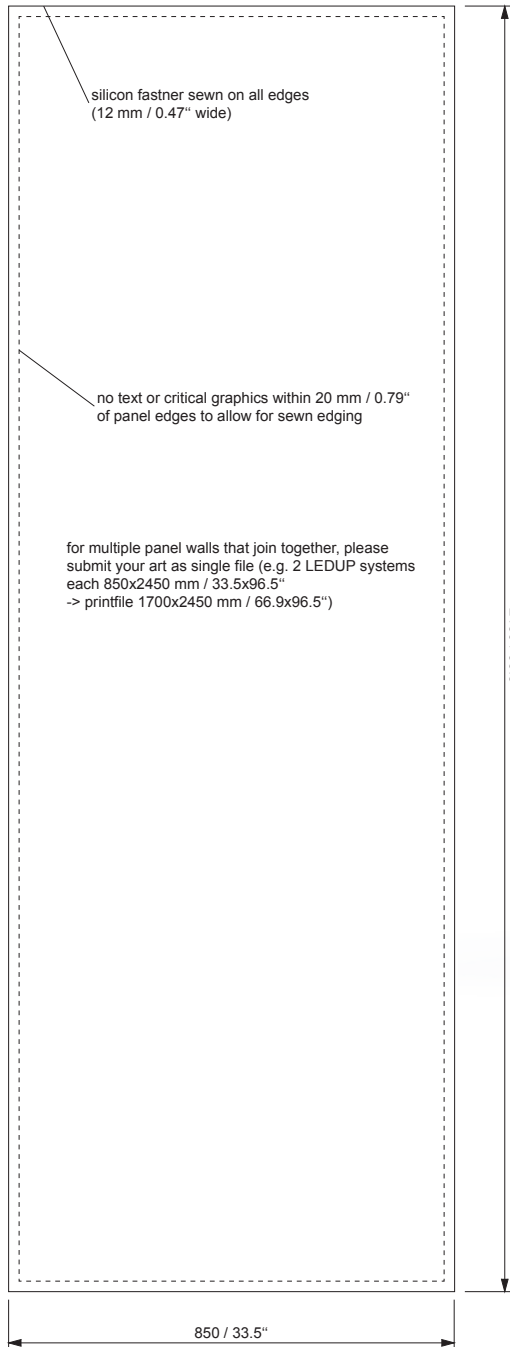 silicon fastner sewn on all edges
(12 mm / 0.47“ wide)
no text or critical graphics within 20 mm / 0.79“
of panel edges to allow for sewn edging
for multiple panel walls that join together, please
submit your art as single file (e.g. 2 LEDUP systems
each 850x2450 mm / 33.5x96.5“
-> printfile 1700x2450 mm / 66.9x96.5“)
850 / 33.5“